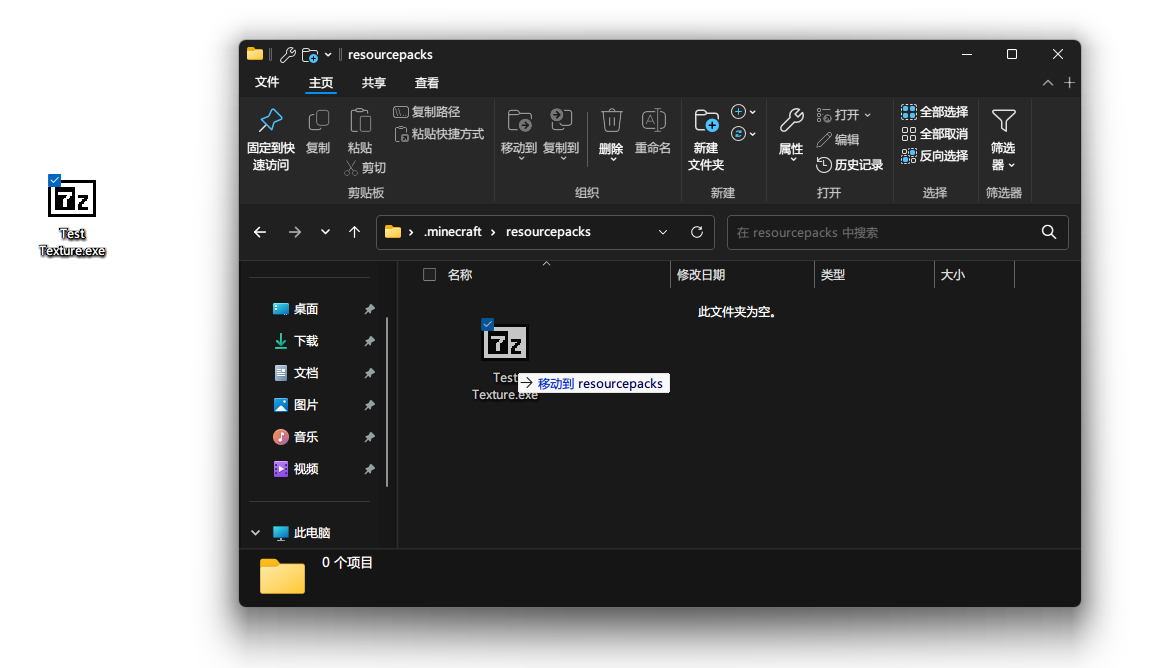 resourcepacks
文件
主页
共享
查看
固定到快
速访问
复制
粘贴
复制路径
粘贴快捷方式
剪切
剪贴板
移动到
复制到
删除
重命名
组织
新建
文件夹
新建
属性
打开
编辑
历史记录
打开
全部选择
全部取消
反向选择
选择
筛选
器
筛选器
.minecraft
resourcepacks
在 resourcepacks 中搜索
7z
Test
Texture.exe
名称
修改日期
类型
大小
此文件夹为空。
7z
Test
Texture.exe
移动到 resourcepacks
桌面
下载
文档
图片
音乐
视频
此电脑
0 个项目